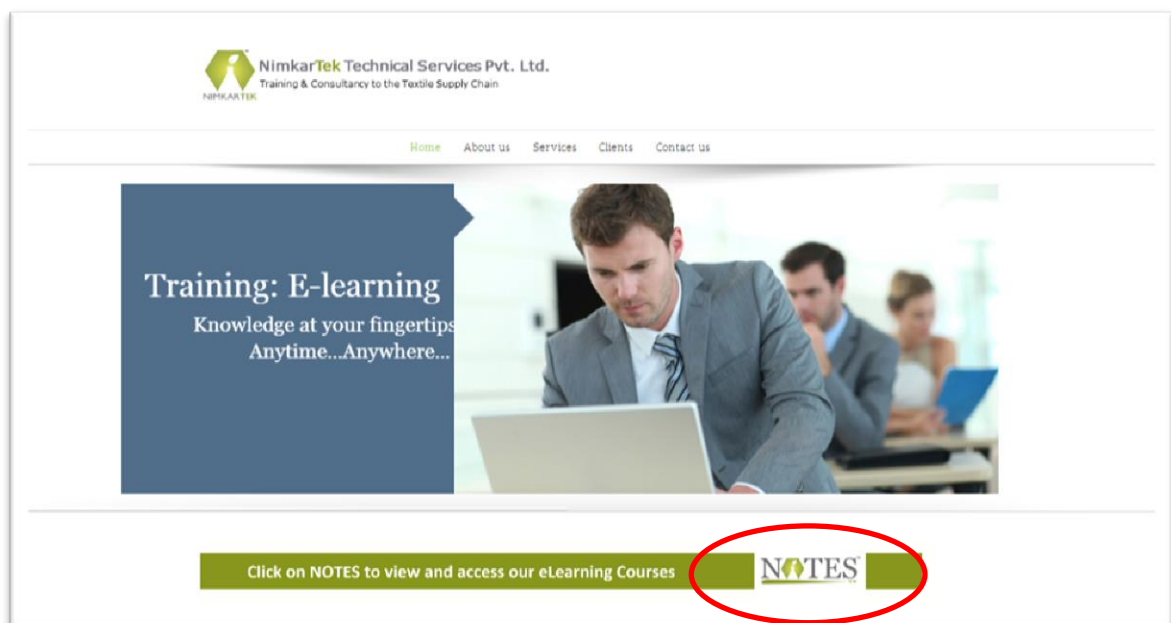 NimkarTek Technical Services Pvt. Ltd.
Training & Consultancy to the Textile Supply Chain
NIMKARTEK
Home About us Services Clients Contact us
Training: E-learning
Knowledge at your fingertips
Anytime...Anywhere...
Click on NOTES to view and access our eLearning Courses
NOTES